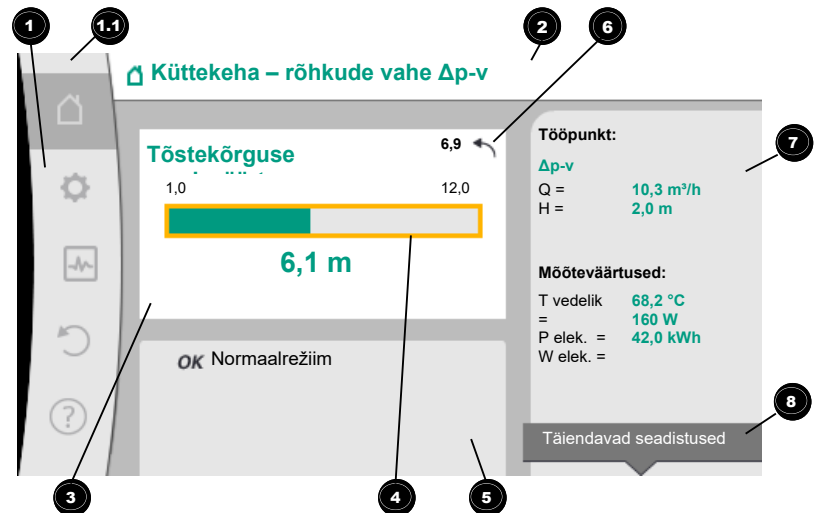 1
1.1
2
6
Küttekeha – rõhkude vahe Δp-v
Tõstekõrguse
6,9
1,0
12,0
6,1 m
OK Normaalrežiim
Tööpunkt:
Δp-v
Q = 10,3 m³/h
H = 2,0 m
7
Mõõteväärtused:
T vedelik 68,2 °C
= 160 W
P elek. = 42,0 kWh
W elek. =
8
Täiendavad seadistused
?
3
4
5